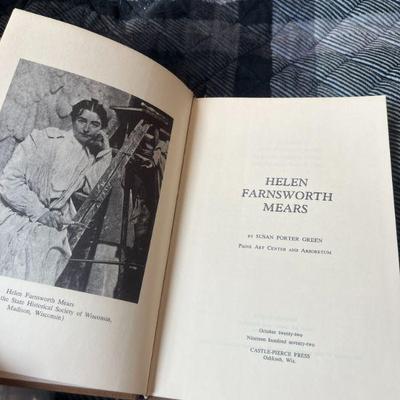 Helen Farnsworth Mears
the State Historical Society of Wisconsin,
Madison, Wisconsin)
HELEN
FARNSWORTH
MEARS
BY SUSAN PORTER GREEN
PAINE ART CENTER AND ARBORETUM
October twenty-two
Nineteen hundred seventy-two
CASTLE-PIERCE PRESS
Oshkosh, Wis.